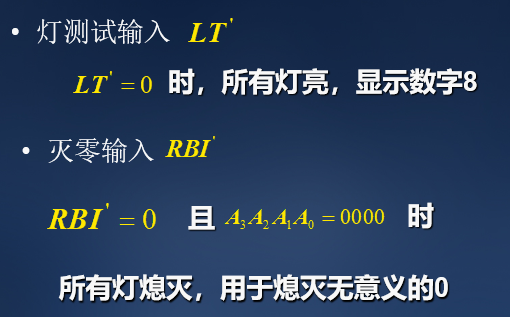 • 灯测试输入 LT'
LT' = 0 时，所有灯亮，显示数字8
• 灭零输入 RBI'
RBI' = 0 且 A₃A₂A₁A₀ = 0000 时
所有灯熄灭，用于熄灭无意义的0